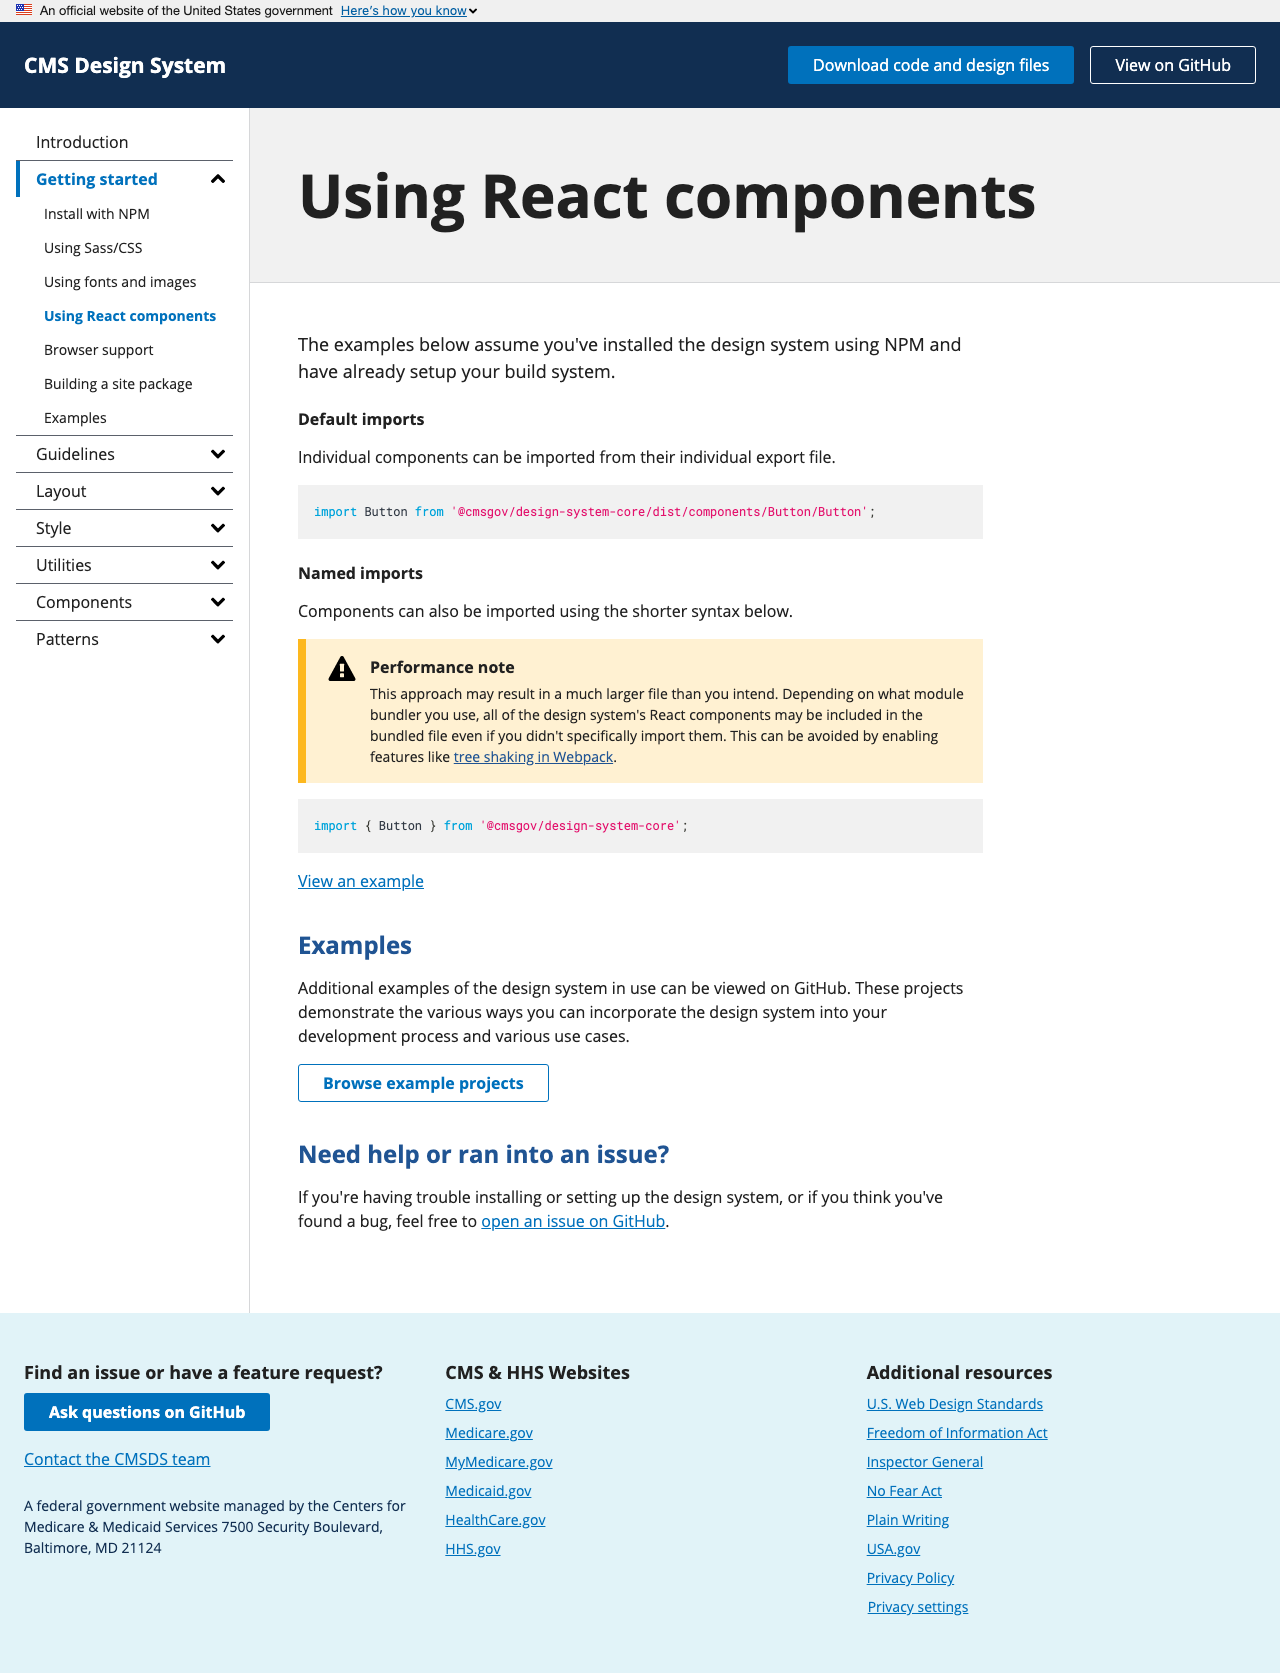 An official website of the United States government Here's how you know
CMS Design System
Download code and design files
View on GitHub
Introduction
Getting started
Install with NPM
Using Sass/CSS
Using fonts and images
Using React components
Browser support
Building a site package
Examples
Guidelines
Layout
Style
Utilities
Components
Patterns
Using React components
The examples below assume you've installed the design system using NPM and
have already setup your build system.
Default imports
Individual components can be imported from their individual export file.
import Button from '@cmsgov/design-system-core/dist/components/Button/Button';
Named imports
Components can also be imported using the shorter syntax below.
Performance note
This approach may result in a much larger file than you intend. Depending on what module
bundler you use, all of the design system's React components may be included in the
bundled file even if you didn't specifically import them. This can be avoided by enabling
features like tree shaking in Webpack.
import { Button } from '@cmsgov/design-system-core';
View an example
Examples
Additional examples of the design system in use can be viewed on GitHub. These projects
demonstrate the various ways you can incorporate the design system into your
development process and various use cases.
Browse example projects
Need help or ran into an issue?
If you're having trouble installing or setting up the design system, or if you think you've
found a bug, feel free to open an issue on GitHub.
Find an issue or have a feature request?
Ask questions on GitHub
Contact the CMSDS team
A federal government website managed by the Centers for
Medicare & Medicaid Services 7500 Security Boulevard,
Baltimore, MD 21124
CMS & HHS Websites
CMS.gov
Medicare.gov
MyMedicare.gov
Medicaid.gov
HealthCare.gov
HHS.gov
Additional resources
U.S. Web Design Standards
Freedom of Information Act
Inspector General
No Fear Act
Plain Writing
USA.gov
Privacy Policy
Privacy settings